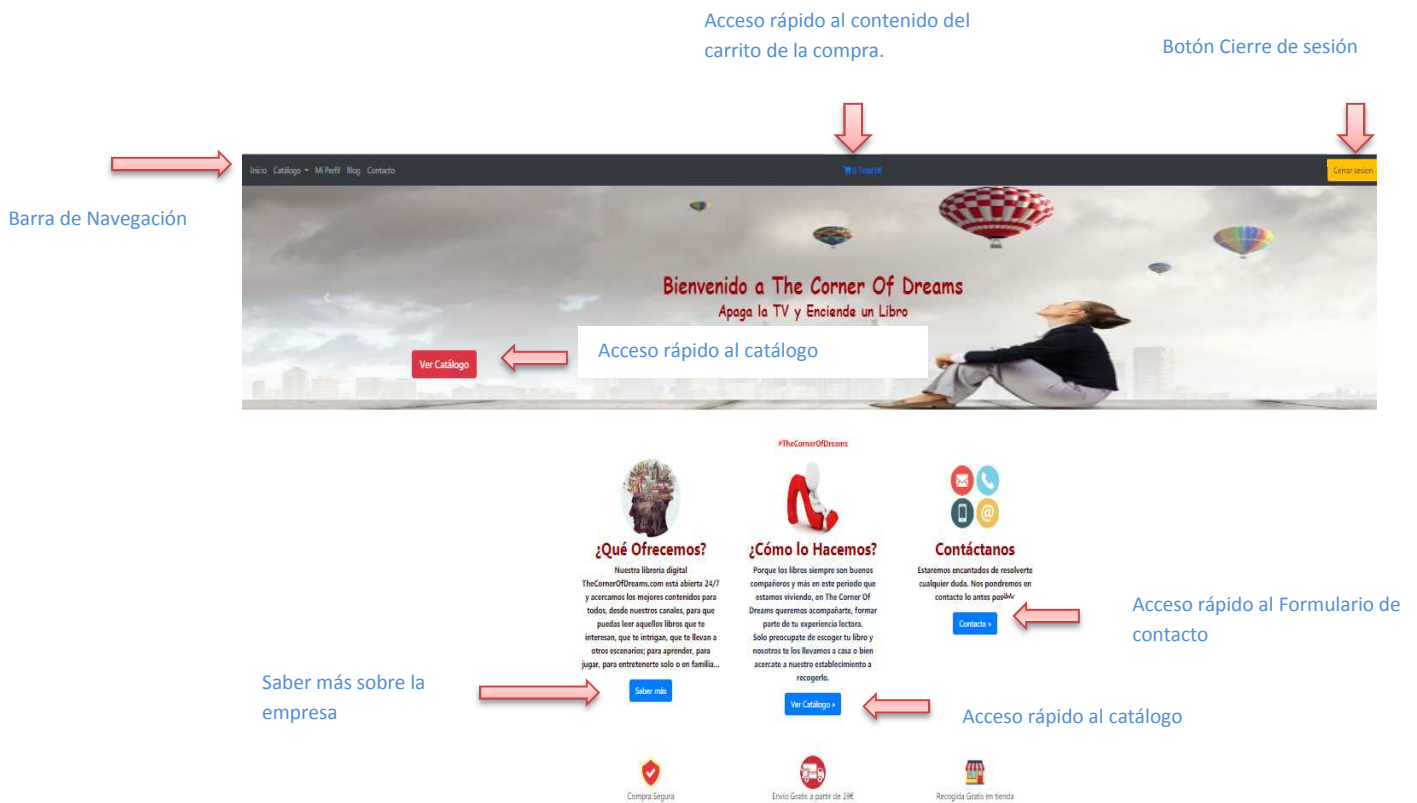 Acceso rápido al contenido del
carrito de la compra.
Botón Cierre de sesión
Inicio Catálogo Mi Perfil Blog Contacto
0 Total:0€
Cerrar sesion
Barra de Navegación
Bienvenido a The Corner Of Dreams
Apaga la TV y Enciende un Libro
Acceso rápido al catálogo
Ver Catálogo
#TheCornerOfDreams
¿Qué Ofrecemos?
Nuestra librería digital
TheCornerOfDreams.com está abierta 24/7
y acercamos los mejores contenidos para
todos, desde nuestros canales, para que
puedas leer aquellos libros que te
interesan, que te intrigan, que te llevan a
otros escenarios; para aprender, para
jugar, para entretenerte solo o en familia...
Saber más
¿Cómo lo Hacemos?
Porque los libros siempre son buenos
compañeros y más en este periodo que
estamos viviendo, en The Corner Of
Dreams queremos acompañarte, formar
parte de tu experiencia lectora.
Solo preocupate de escoger tu libro y
nosotros te los llevamos a casa o bien
acercate a nuestro establecimiento a
recogerlo.
Ver Catálogo »
Contáctanos
Estaremos encantados de resolverte
cualquier duda. Nos pondremos en
contacto lo antes posible
Contacta »
Acceso rápido al Formulario de
contacto
Saber más sobre la
empresa
Acceso rápido al catálogo
Compra Segura
Envio Gratis a partir de 19€
Recogida Gratis en tienda